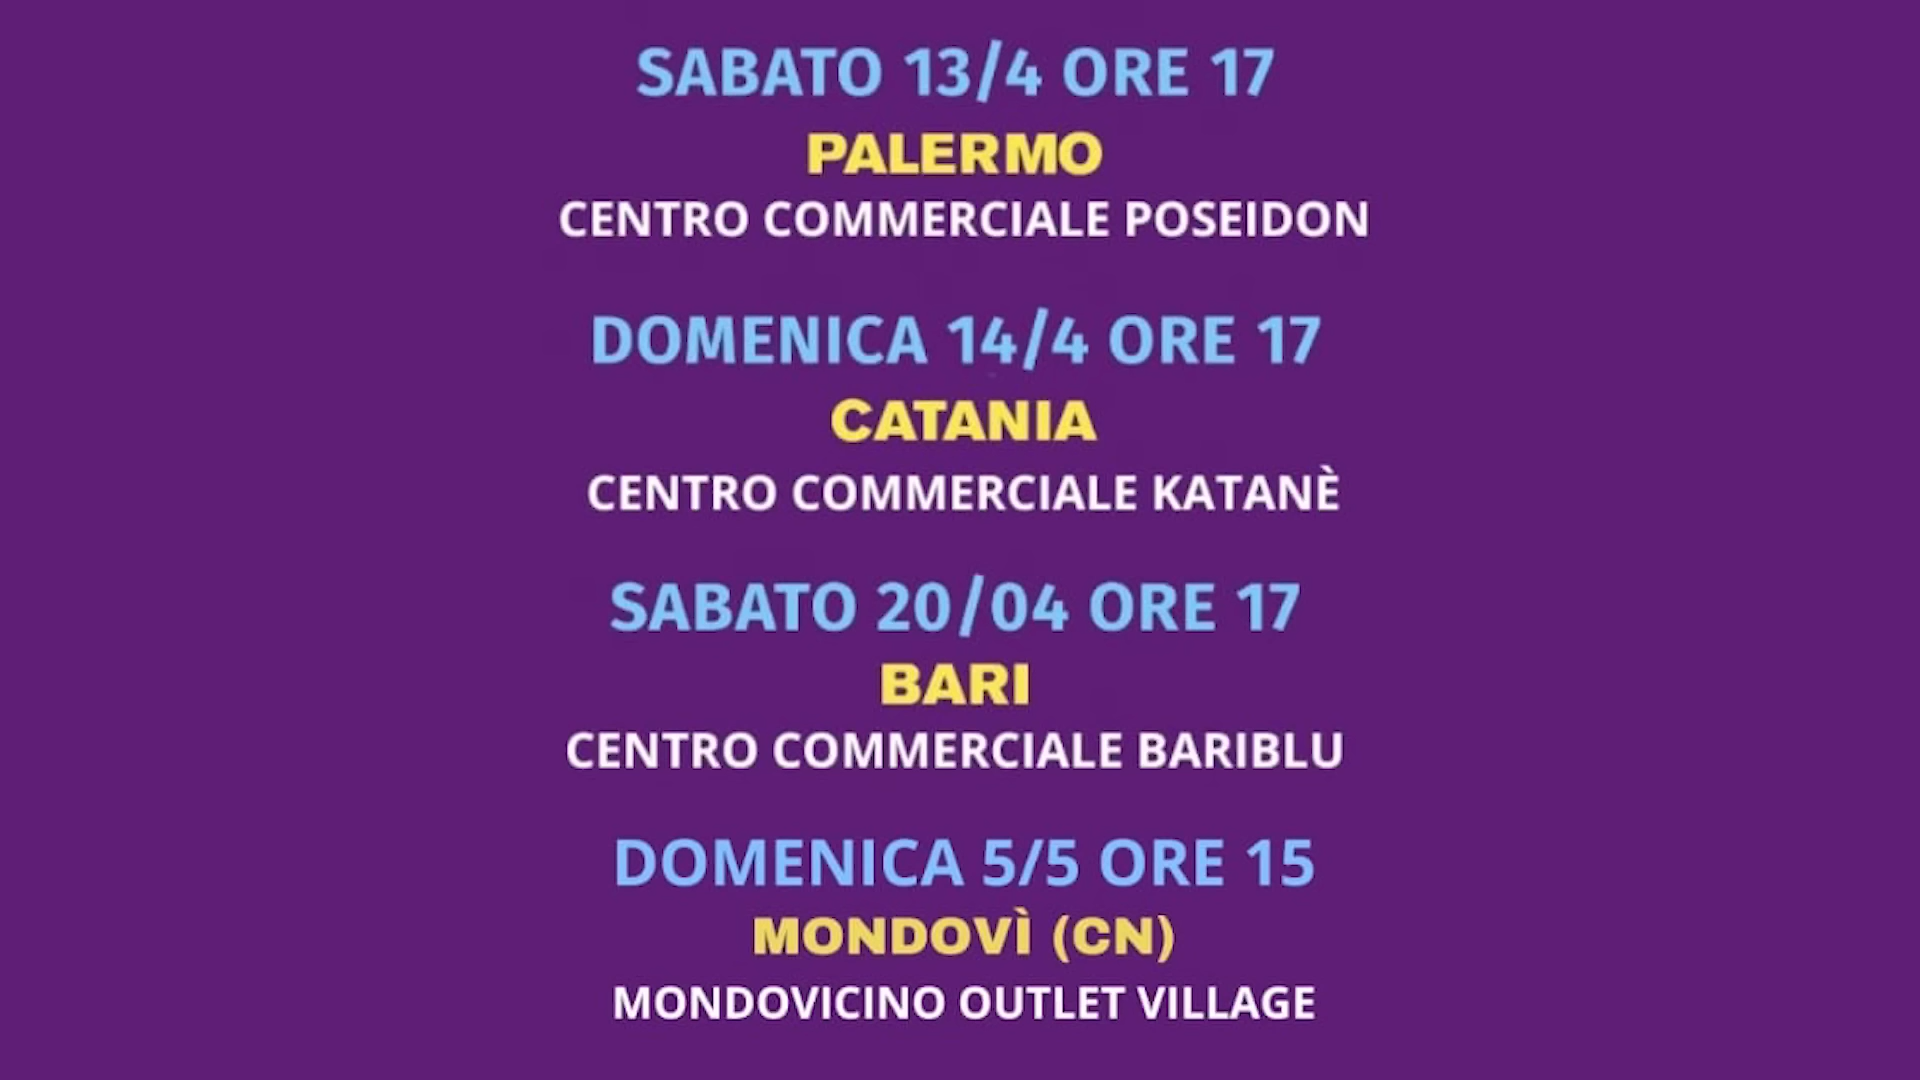 SABATO 13/4 ORE 17
PALERMO
CENTRO COMMERCIALE POSEIDON
DOMENICA 14/4 ORE 17
CATANIA
CENTRO COMMERCIALE KATANÈ
SABATO 20/04 ORE 17
BARI
CENTRO COMMERCIALE BARIBLU
DOMENICA 5/5 ORE 15
MONDOVÌ (CN)
MONDOVICINO OUTLET VILLAGE